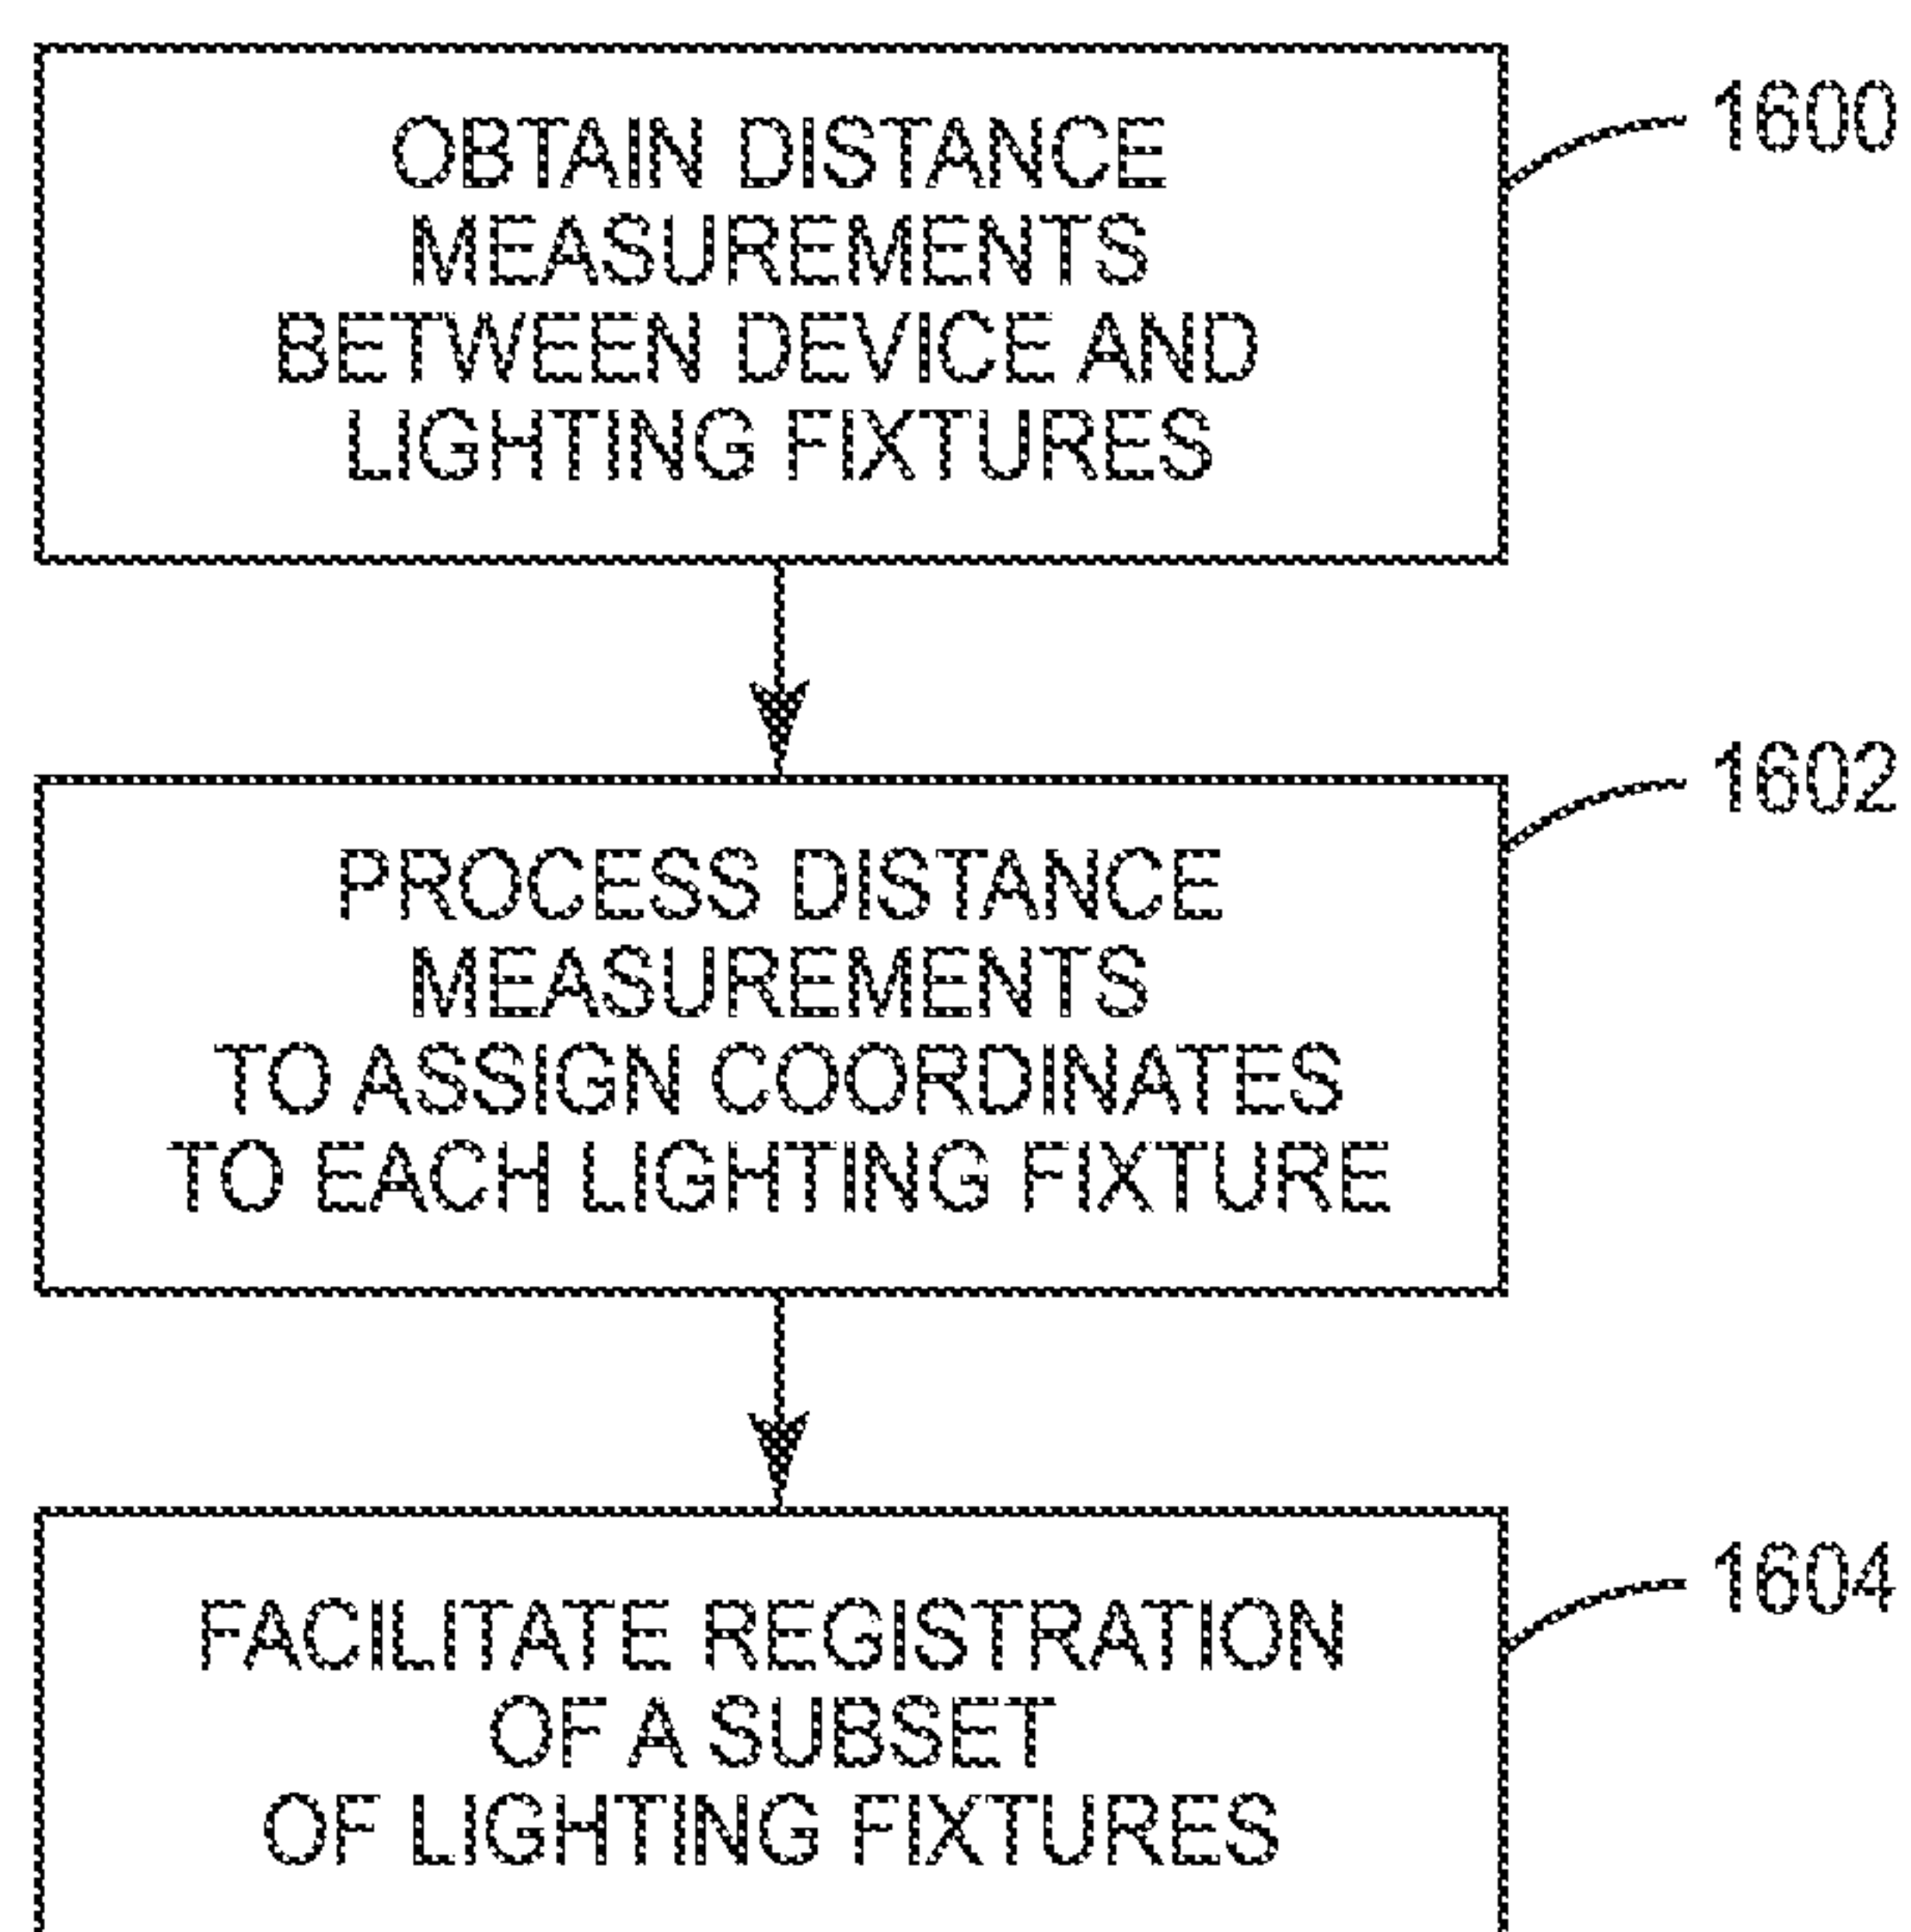 OBTAIN DISTANCE
MEASUREMENTS
BETWEEN DEVICE AND
LIGHTING FIXTURES
1600
PROCESS DISTANCE
MEASUREMENTS
TO ASSIGN COORDINATES
TO EACH LIGHTING FIXTURE
1602
FACILITATE REGISTRATION
OF A SUBSET
OF LIGHTING FIXTURES
1604